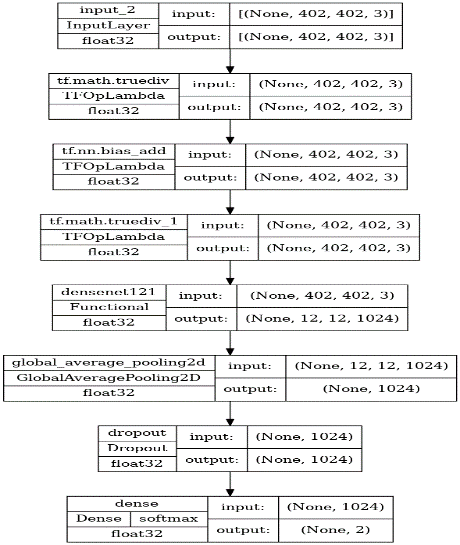 input_2 input: [(None, 402, 402, 3)]
InputLayer
float32 output: [(None, 402, 402, 3)]
tf.math.truediv input: (None, 402, 402, 3)
TFOpLambda
float32 output: (None, 402, 402, 3)
tf.nn.bias_add input: (None, 402, 402, 3)
TFOpLambda
float32 output: (None, 402, 402, 3)
tf.math.truediv_1 input: (None, 402, 402, 3)
TFOpLambda
float32 output: (None, 402, 402, 3)
densenet121 input: (None, 402, 402, 3)
Functional
float32 output: (None, 12, 12, 1024)
global_average_pooling2d input: (None, 12, 12, 1024)
GlobalAveragePooling2D
float32 output: (None, 1024)
dropout input: (None, 1024)
Dropout
float32 output: (None, 1024)
dense input: (None, 1024)
Dense softmax
float32 output: (None, 2)